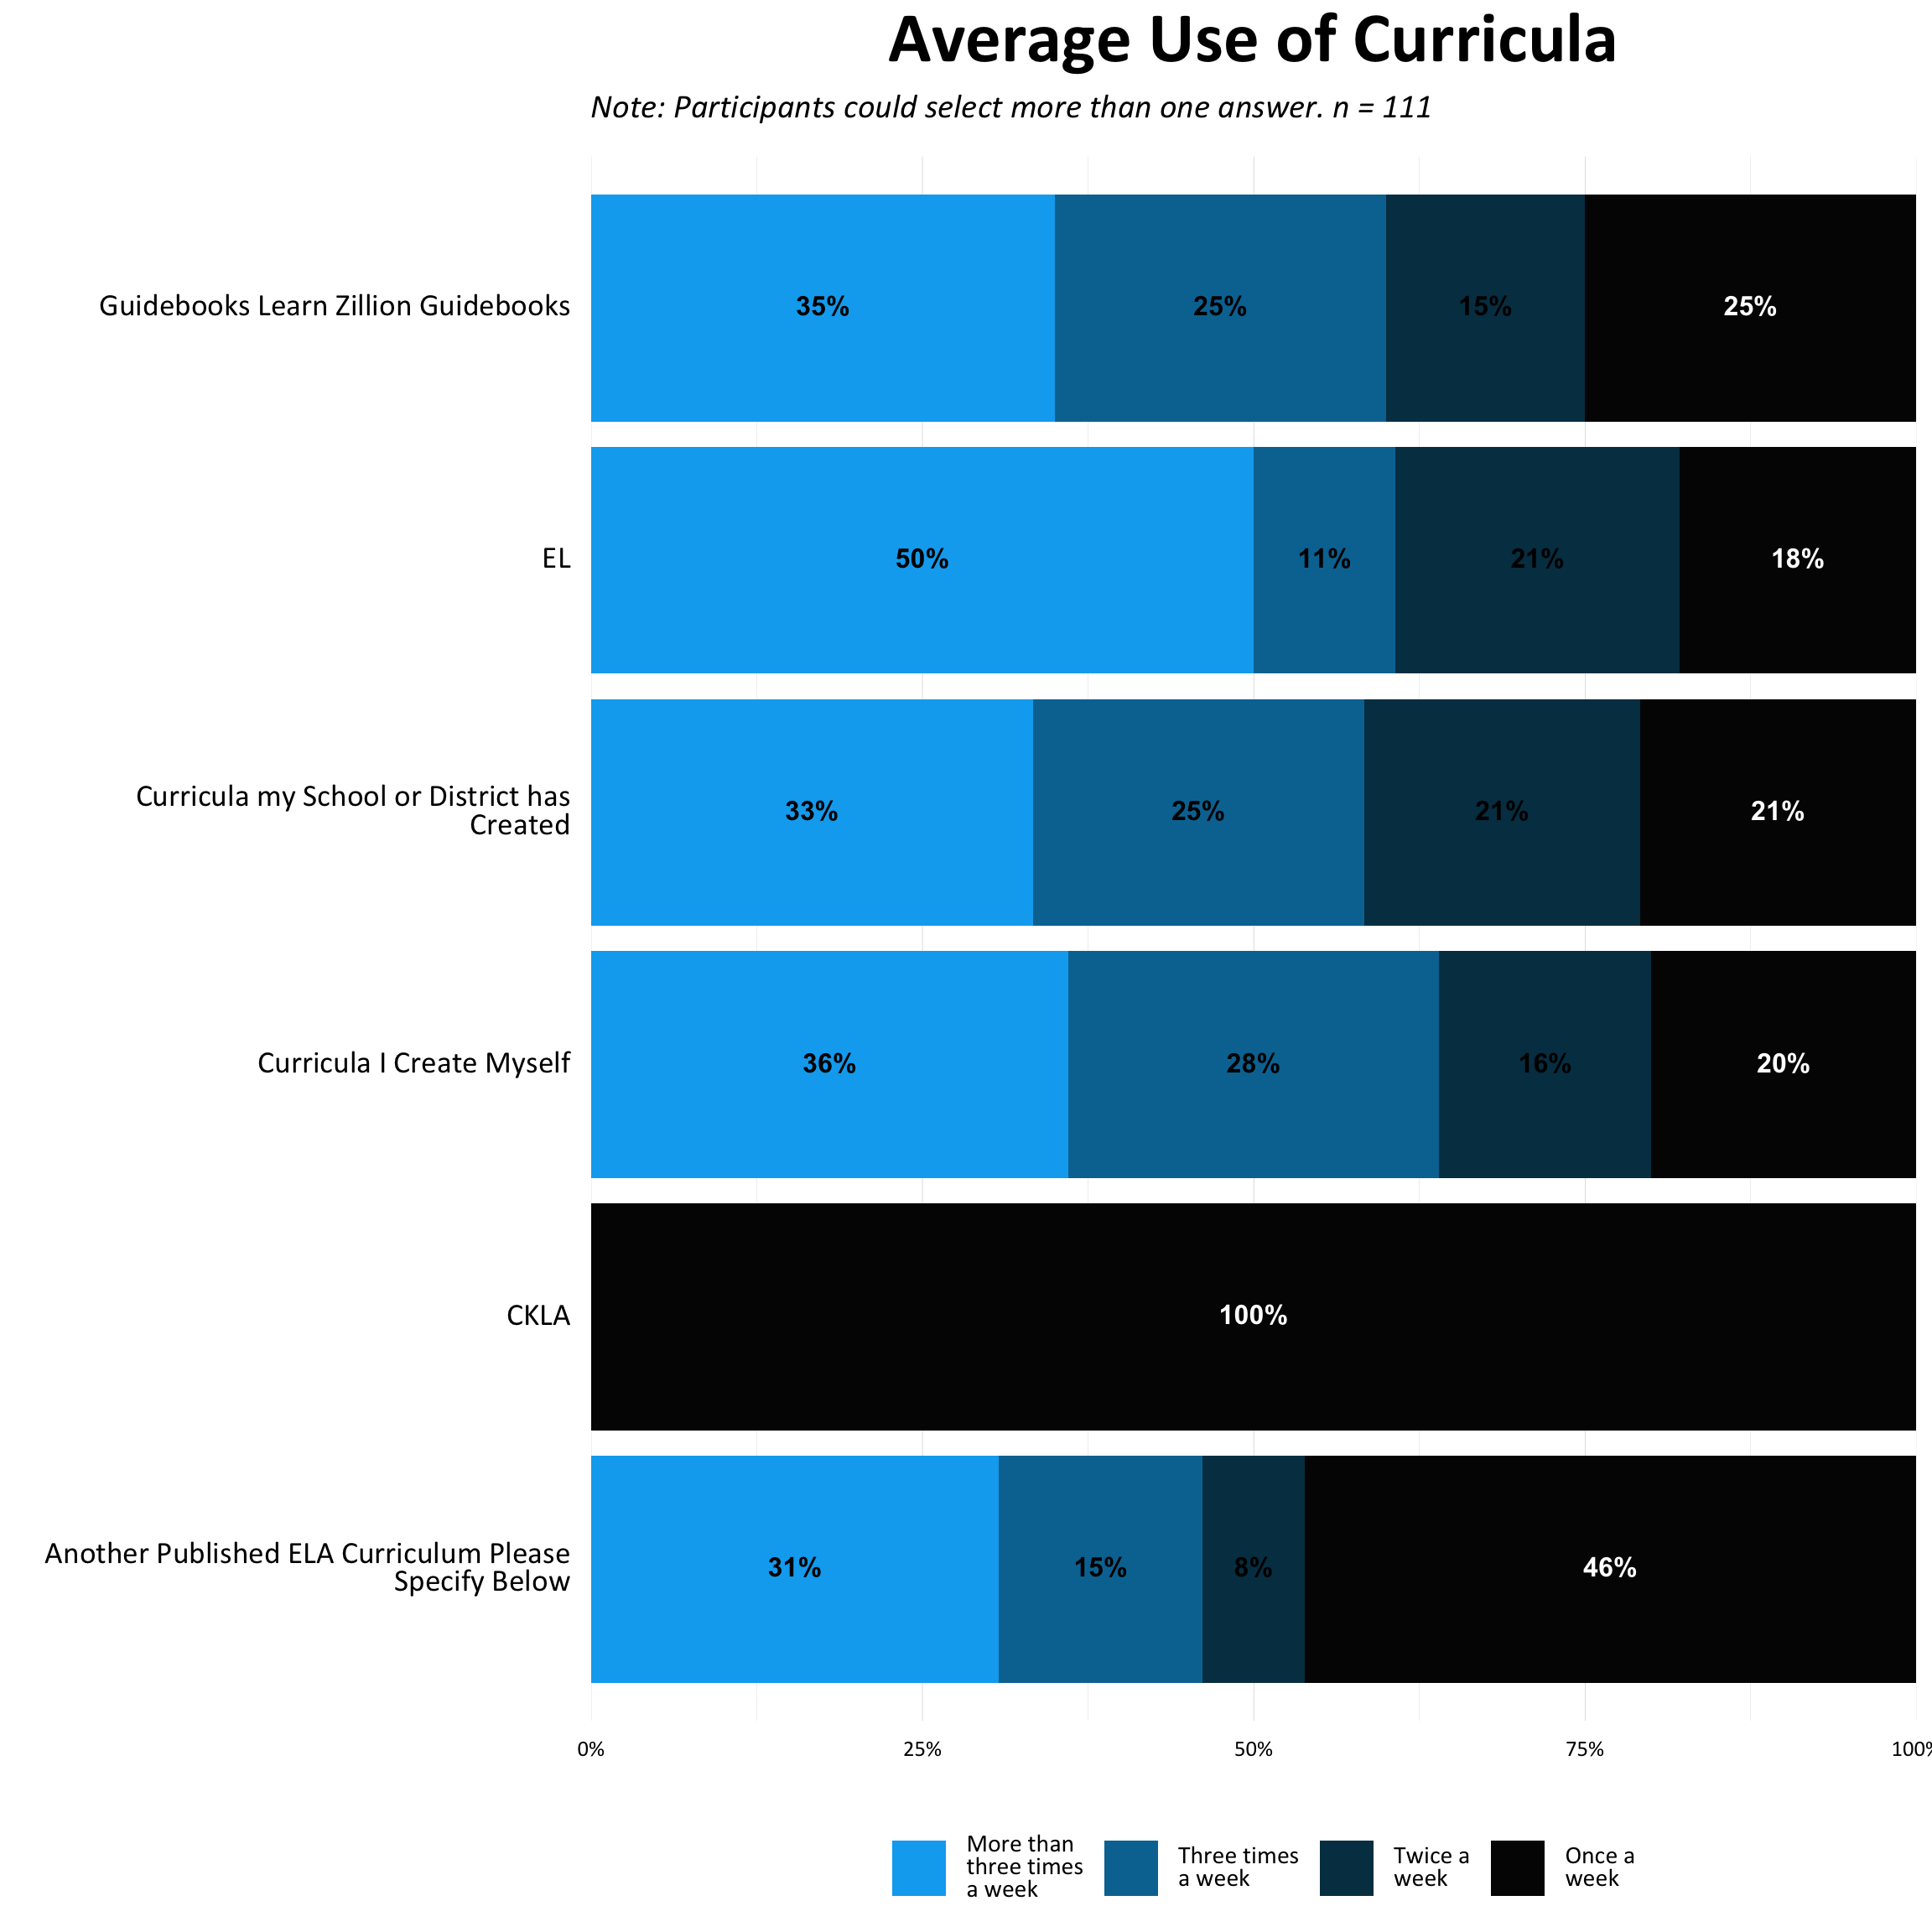 Average Use of Curricula
Note: Participants could select more than one answer. n = 111
Guidebooks Learn Zillion Guidebooks
35% 25% 15% 25%
EL
50% 11% 21% 18%
Curricula my School or District has
Created
33% 25% 21% 21%
Curricula I Create Myself
36% 28% 16% 20%
CKLA
100%
Another Published ELA Curriculum Please
Specify Below
31% 15% 8% 46%
0% 25% 50% 75% 100%
More than
three times
a week
Three times
a week
Twice a
week
Once a
week